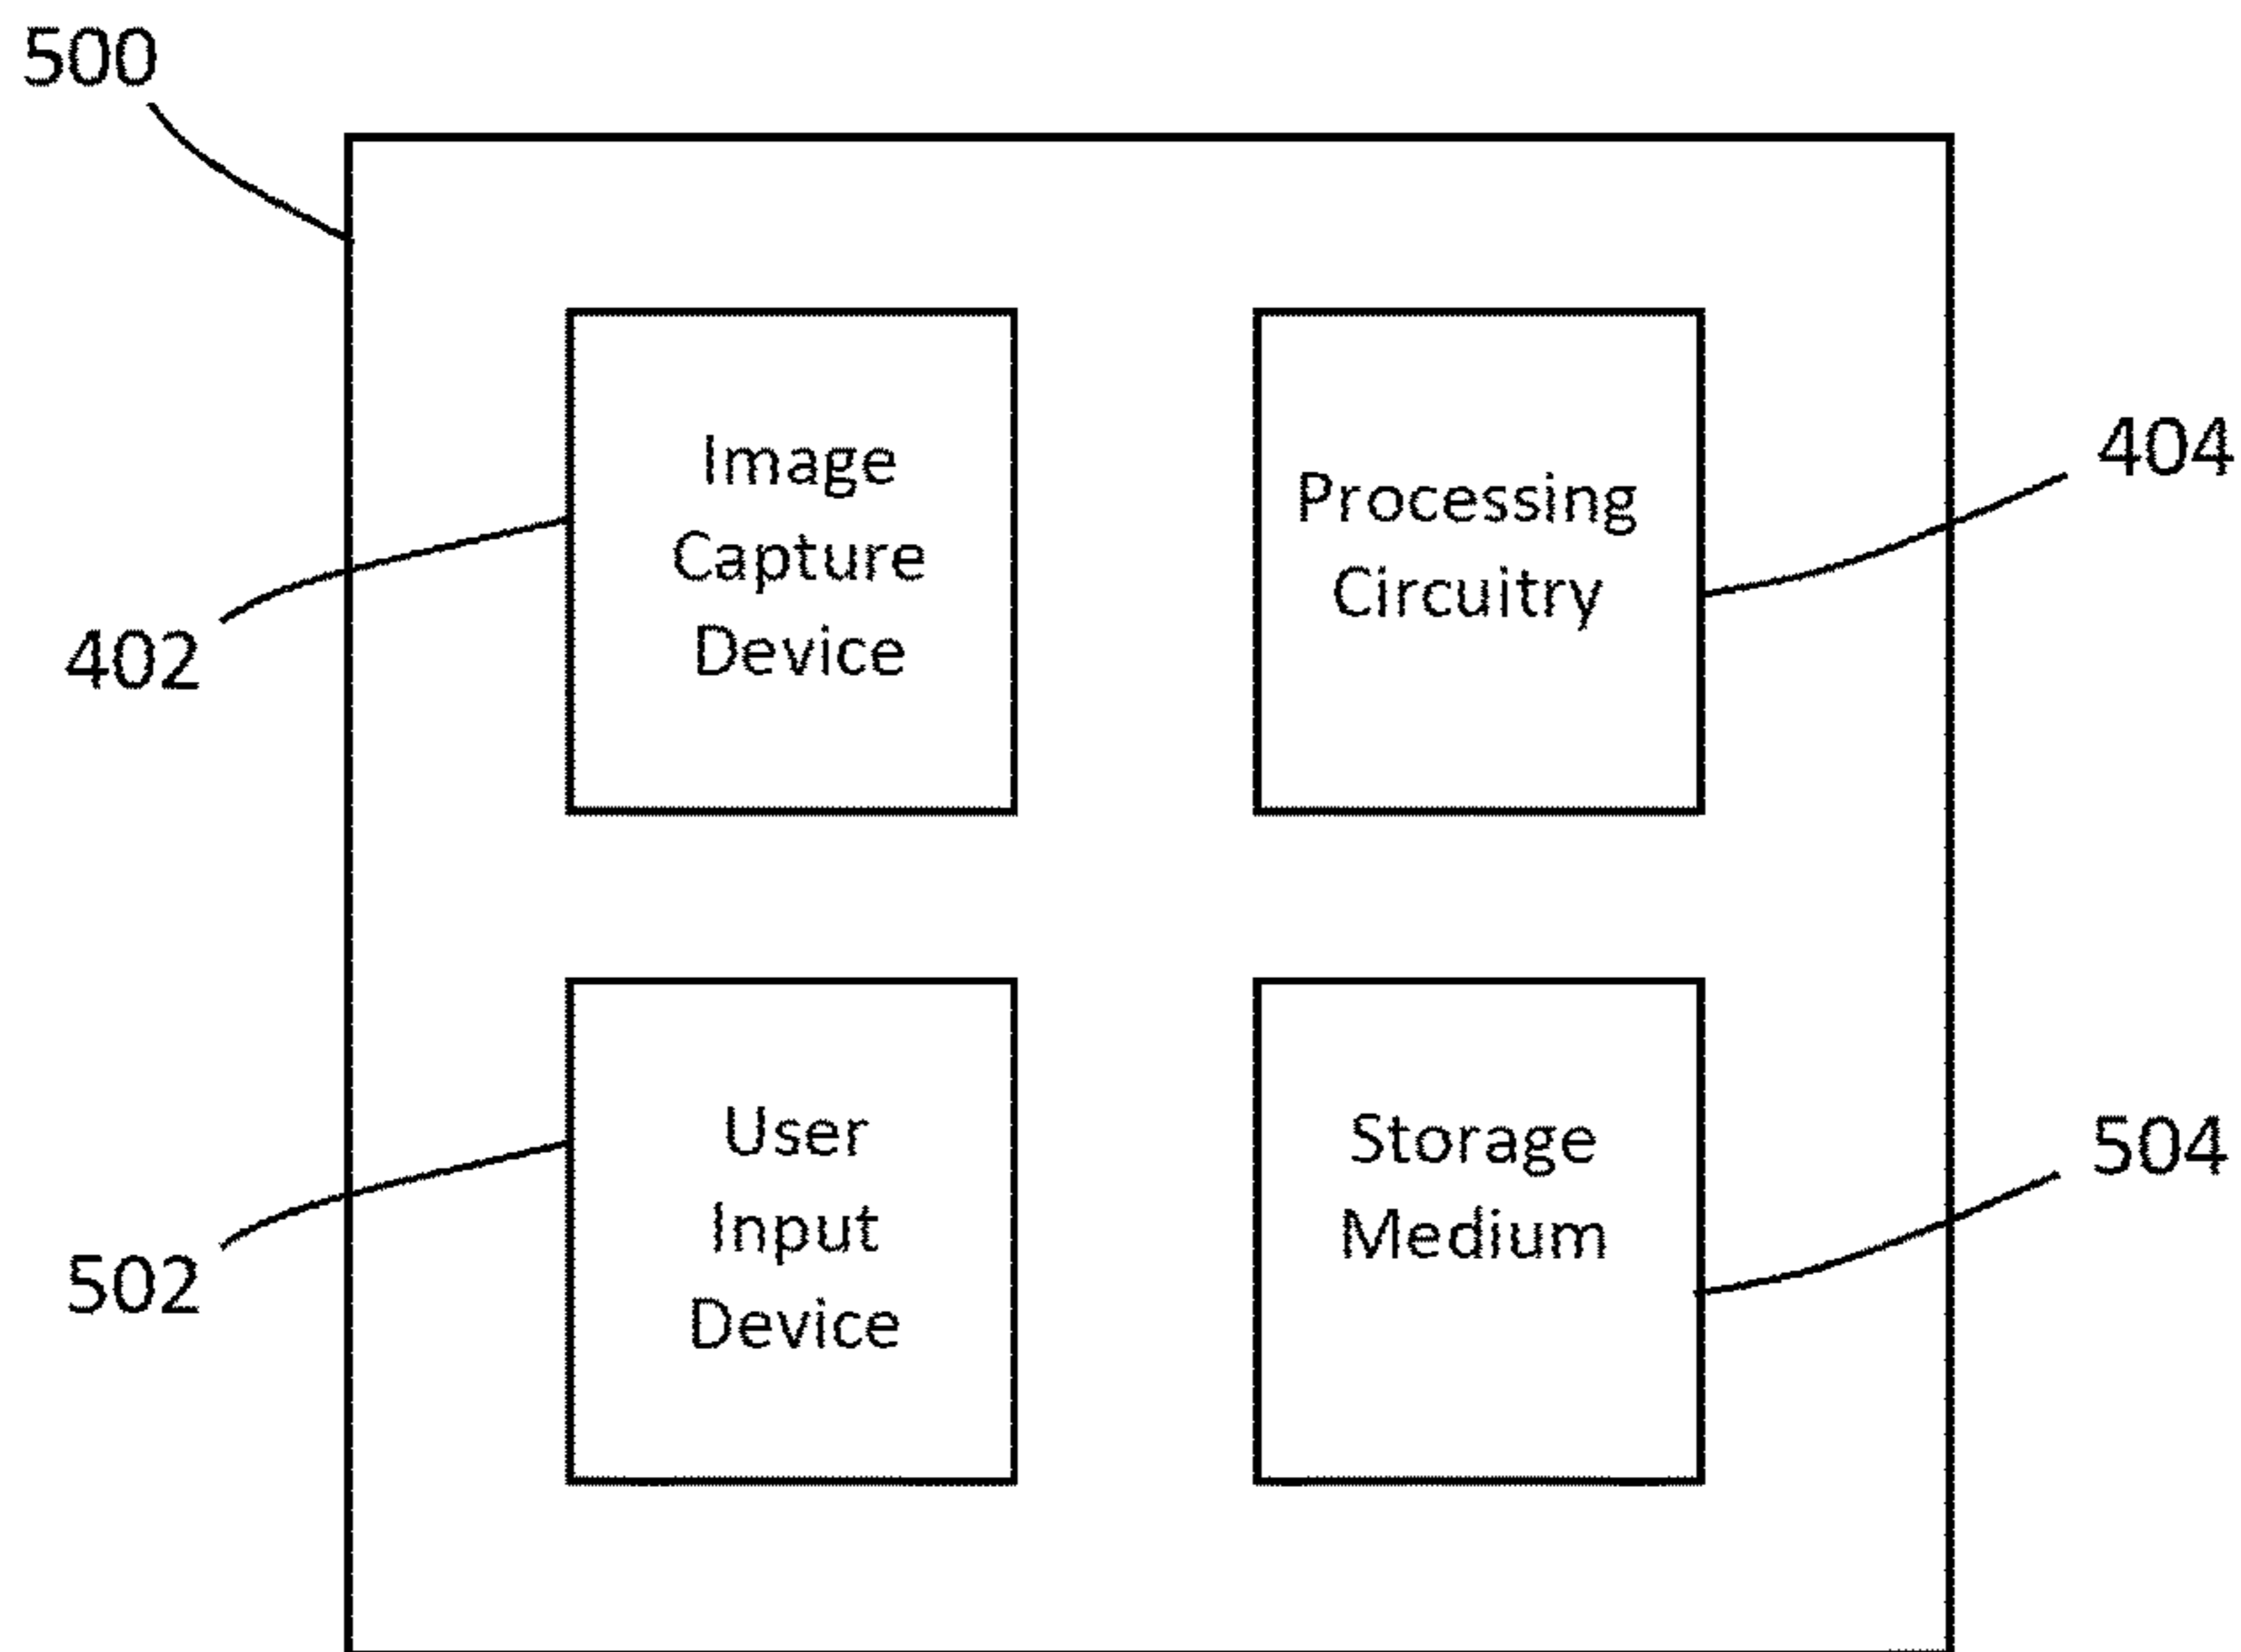 500
Image
Capture
Device
402
Processing
Circuitry
404
User
Input
Device
502
Storage
Medium
504